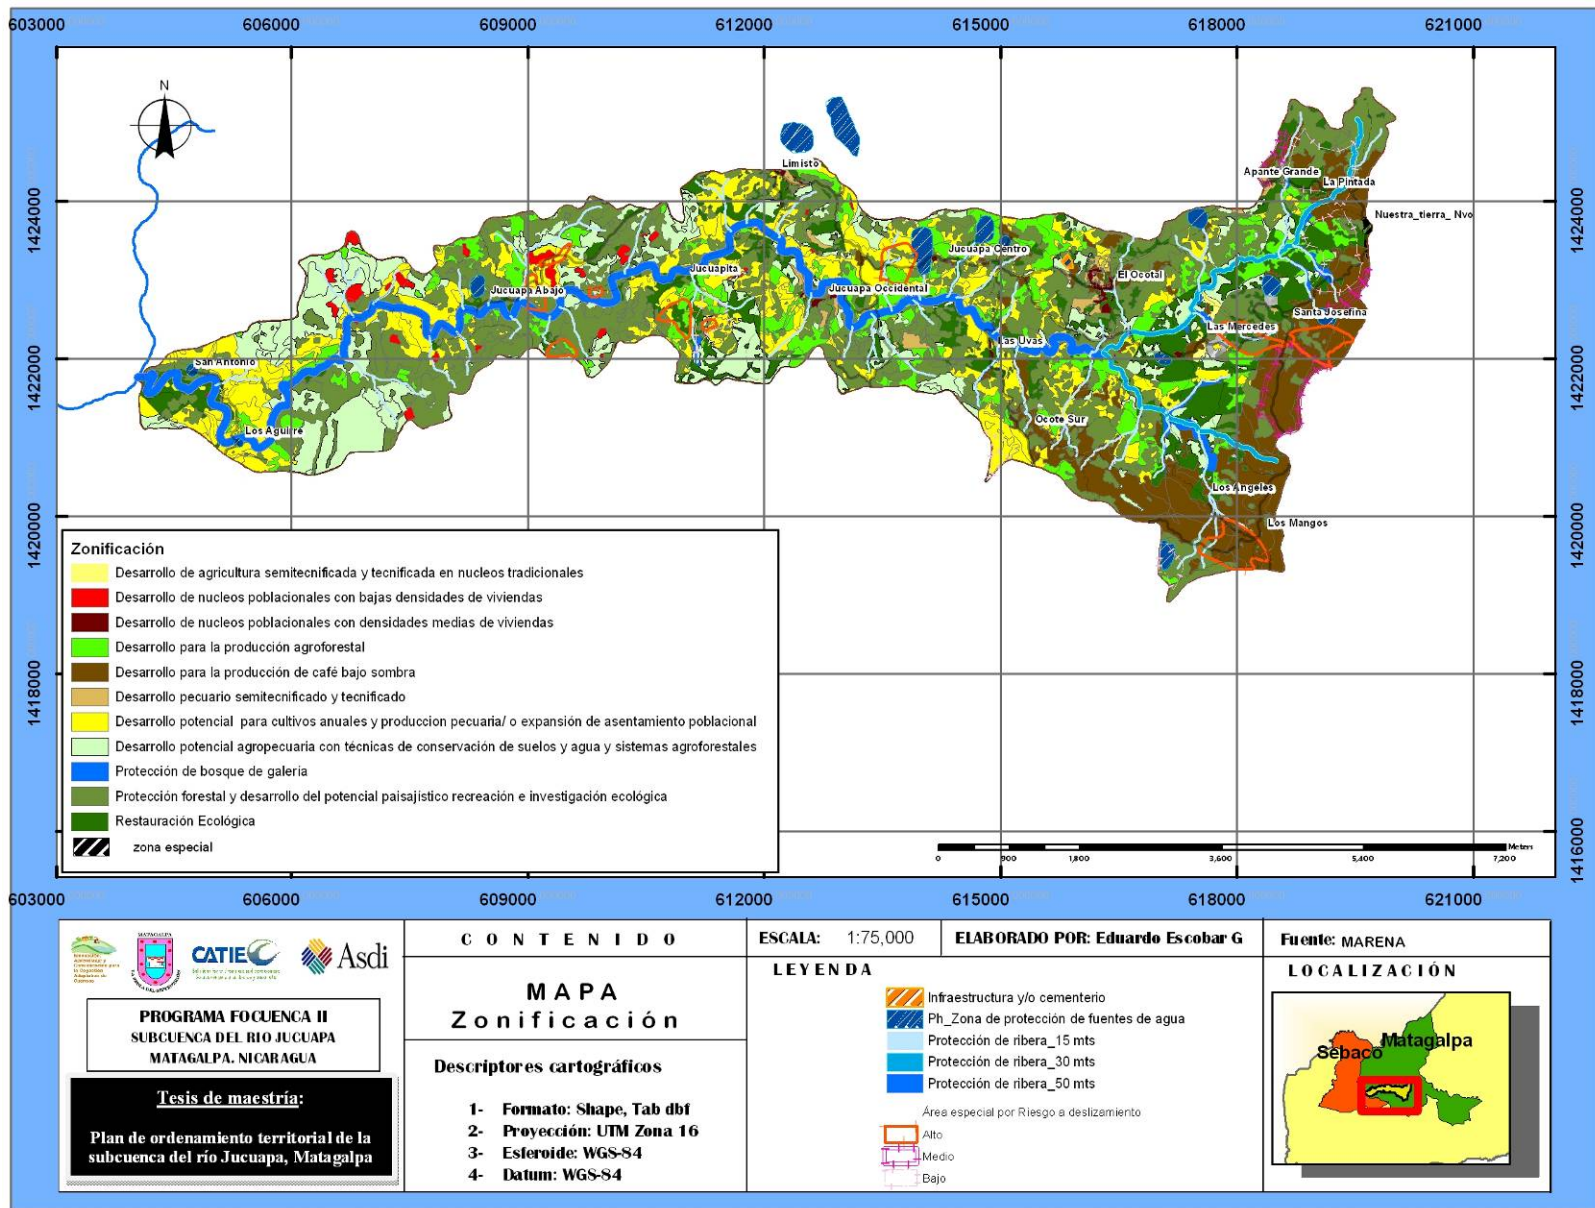 603000 606000 609000 612000 615000 618000 621000
N
Limisto
Apante Grande
La Pintada
1424000
1424000
Nuestra_tierra_ Nvo
Jucuapa Centro
Jucuapita
El Ocotal
Jucuapa Abajo
Jucuapa Occidental
Santa Josefina
Las Mercedes
Las Uvas
1422000
San Antonio
1422000
Ocote Sur
Los Aguirre
Los Angeles
Los Mangos
1420000
1420000
Zonificación
Desarrollo de agricultura semitecnificada y tecnificada en nucleos tradicionales
Desarrollo de nucleos poblacionales con bajas densidades de viviendas
Desarrollo de nucleos poblacionales con densidades medias de viviendas
Desarrollo para la producción agroforestal
Desarrollo para la producción de café bajo sombra
Desarrollo pecuario semitecnificado y tecnificado
Desarrollo potencial para cultivos anuales y produccion pecuaria/ o expansión de asentamiento poblacional
Desarrollo potencial agropecuaria con técnicas de conservación de suelos y agua y sistemas agroforestales
Protección de bosque de galería
Protección forestal y desarrollo del potencial paisajístico recreación e investigación ecológica
Restauración Ecológica
zona especial
1418000
1418000
1416000
1416000
Meters
0 900 1,800 3,600 5,400 7,200
603000 606000 609000 612000 615000 618000 621000
MATAGALPA
CATIE
Asdi
PROGRAMA FOCUENCA II
SUBCUENCA DEL RIO JUCUAPA
MATAGALPA. NICARAGUA
Tesis de maestría:
Plan de ordenamiento territorial de la
subcuenca del río Jucuapa, Matagalpa
CONTENIDO
MAPA
Zonificación
Descriptores cartográficos
1- Formato: Shape, Tab dbf
2- Proyección: UTM Zona 16
3- Esferoide: WGS-84
4- Datum: WGS-84
ESCALA: 1:75,000
ELABORADO POR: Eduardo Escobar G
LEYENDA
Infraestructura y/o cementerio
Ph_Zona de protección de fuentes de agua
Protección de ribera_15 mts
Protección de ribera_30 mts
Protección de ribera_50 mts
Área especial por Riesgo a deslizamiento
Alto
Medio
Bajo
Fuente: MARENA
LOCALIZACIÓN
Sébaco
Matagalpa